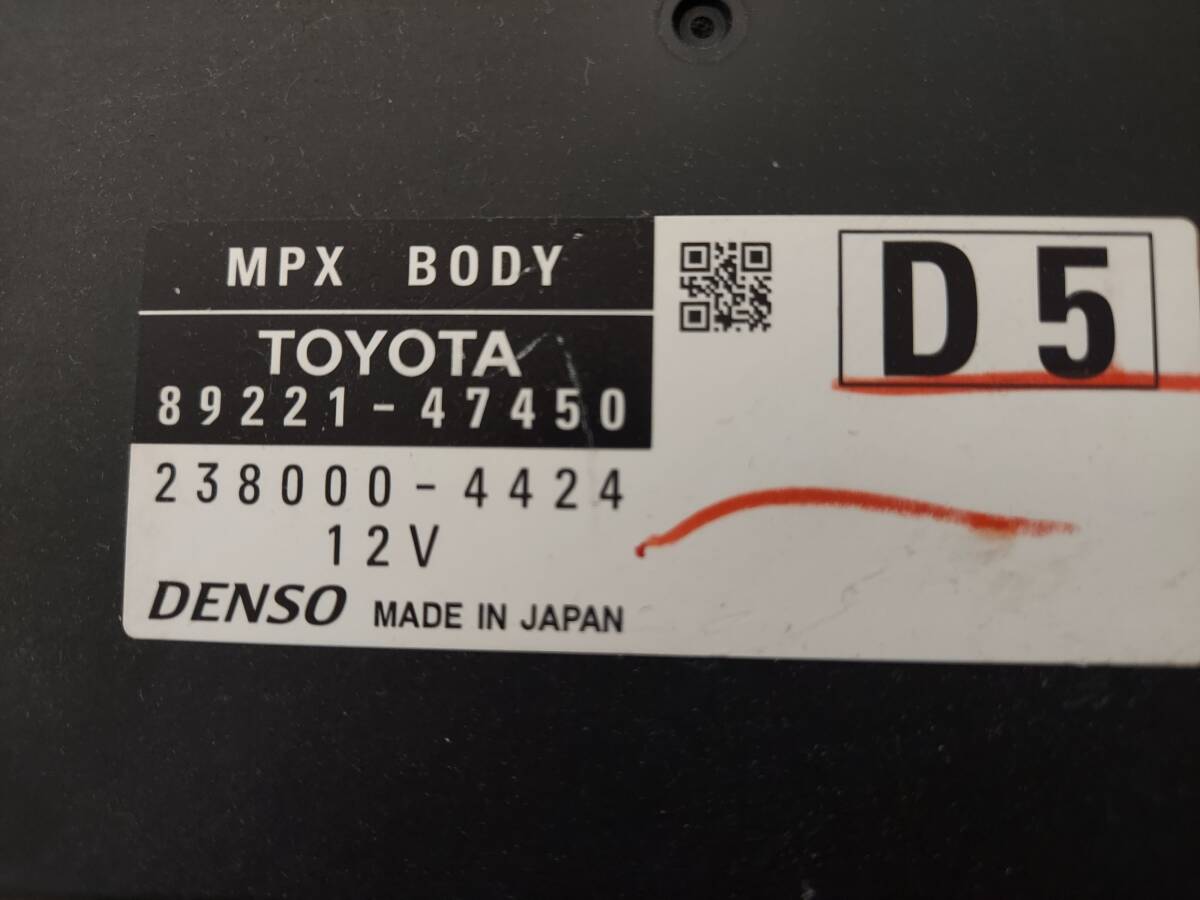 MPX BODY
TOYOTA
89221-47450
238000-4424
12V
DENSO MADE IN JAPAN
D5